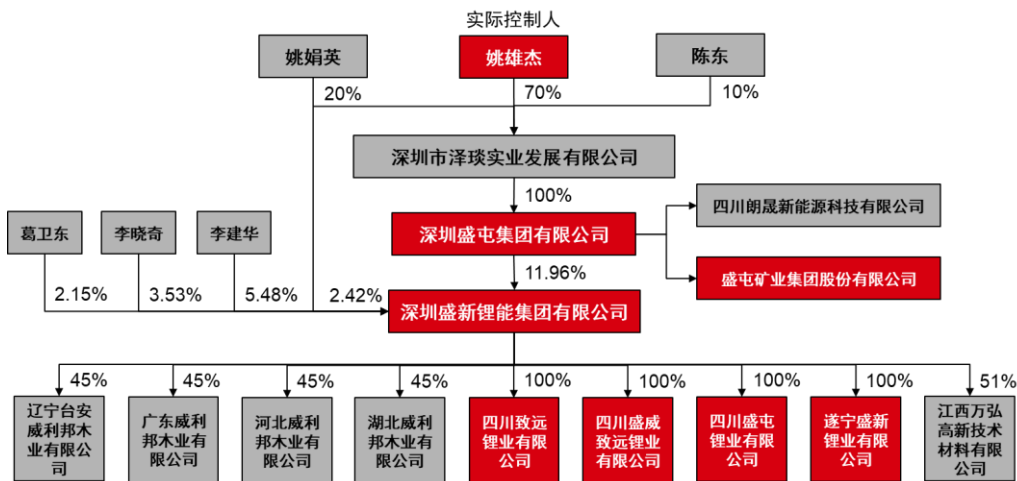 实际控制人
姚娟英
姚雄杰
陈东
20%
70%
10%
深圳市泽琰实业发展有限公司
100%
四川朗晟新能源科技有限公司
葛卫东
李晓奇
李建华
深圳盛屯集团有限公司
11.96%
盛屯矿业集团股份有限公司
2.15%
3.53%
5.48%
2.42%
深圳盛新锂能集团有限公司
45%
45%
45%
45%
100%
100%
100%
100%
51%
辽宁台安
威利邦木
业有限公
司
广东威利
邦木业有
限公司
河北威利
邦木业有
限公司
湖北威利
邦木业有
限公司
四川致远
锂业有限
公司
四川盛威
致远锂业
有限公司
四川盛屯
锂业有限
公司
遂宁盛新
锂业有限
公司
江西万弘
高新技术
材料有限
公司